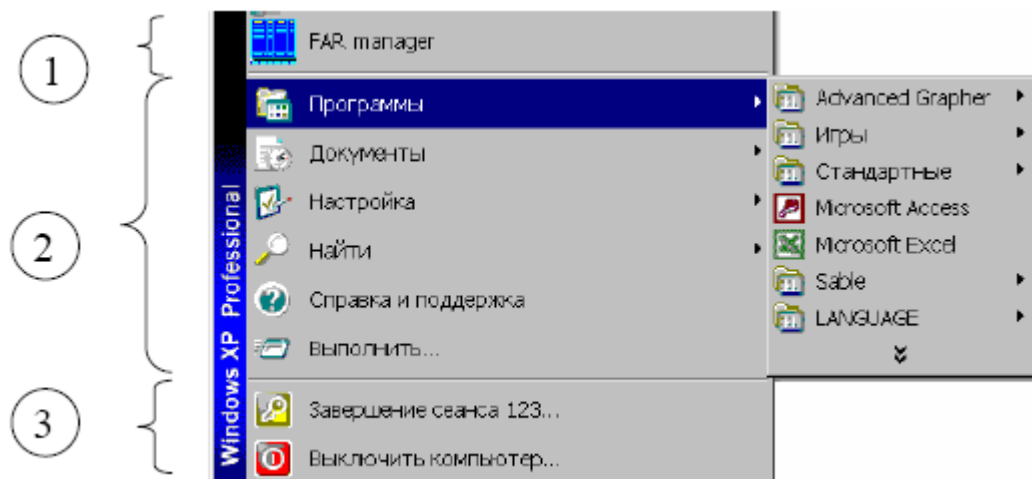 1
FAR manager
2
Программы
Документы
Настройка
Найти
Справка и поддержка
Выполнить...
3
Завершение сеанса 123...
Выключить компьютер...
Windows XP Professional
Advanced Grapher
Игры
Стандартные
Microsoft Access
Microsoft Excel
Sable
LANGUAGE